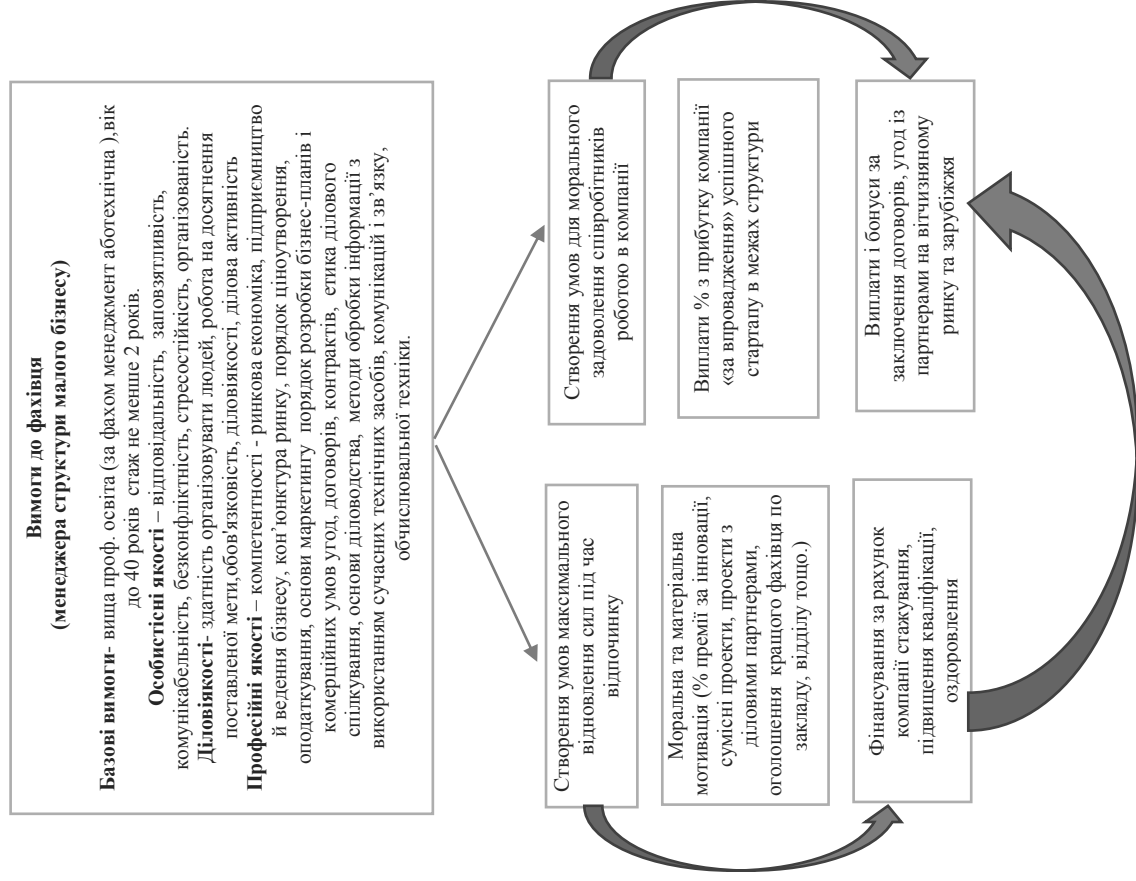 Вимоги до фахівця
(менеджера структури малого бізнесу)
Базові вимоги- вища проф. освіта (за фахом менеджмент аботехнічна ),вік
до 40 років стаж не менше 2 років.
Особистісні якості – відповідальність, заповзятливість,
комунікабельність, безконфліктність, стресостійкість, організованість.
Діловіякості- здатність організовувати людей, робота на досягнення
поставленої мети,обов'язковість, діловіякості, ділова активність
Професійні якості – компетентності - ринкова економіка, підприємництво
й ведення бізнесу, кон’юнктура ринку, порядок ціноутворення,
оподаткування, основи маркетингу порядок розробки бізнес-планів і
комерційних умов угод, договорів, контрактів, етика ділового
спілкування, основи діловодства, методи обробки інформації з
використанням сучасних технічних засобів, комунікацій і зв’язку,
обчислювальної техніки.
Створення умов максимального
відновлення сил під час
відпочинку
Моральна та матеріальна
мотивація (% премії за інновації,
сумісні проекти, проекти з
діловими партнерами,
оголошення кращого фахівця по
закладу, відділу тощо.)
Фінансування за рахунок
компанії стажування,
підвищення кваліфікації,
оздоровлення
Створення умов для морального
задоволення співробітників
роботою в компанії
Виплати % з прибутку компанії
«за впровадження» успішного
стартапу в межах структури
Виплати і бонуси за
заключення договорів, угод із
партнерами на вітчизняному
ринку та зарубіжжя